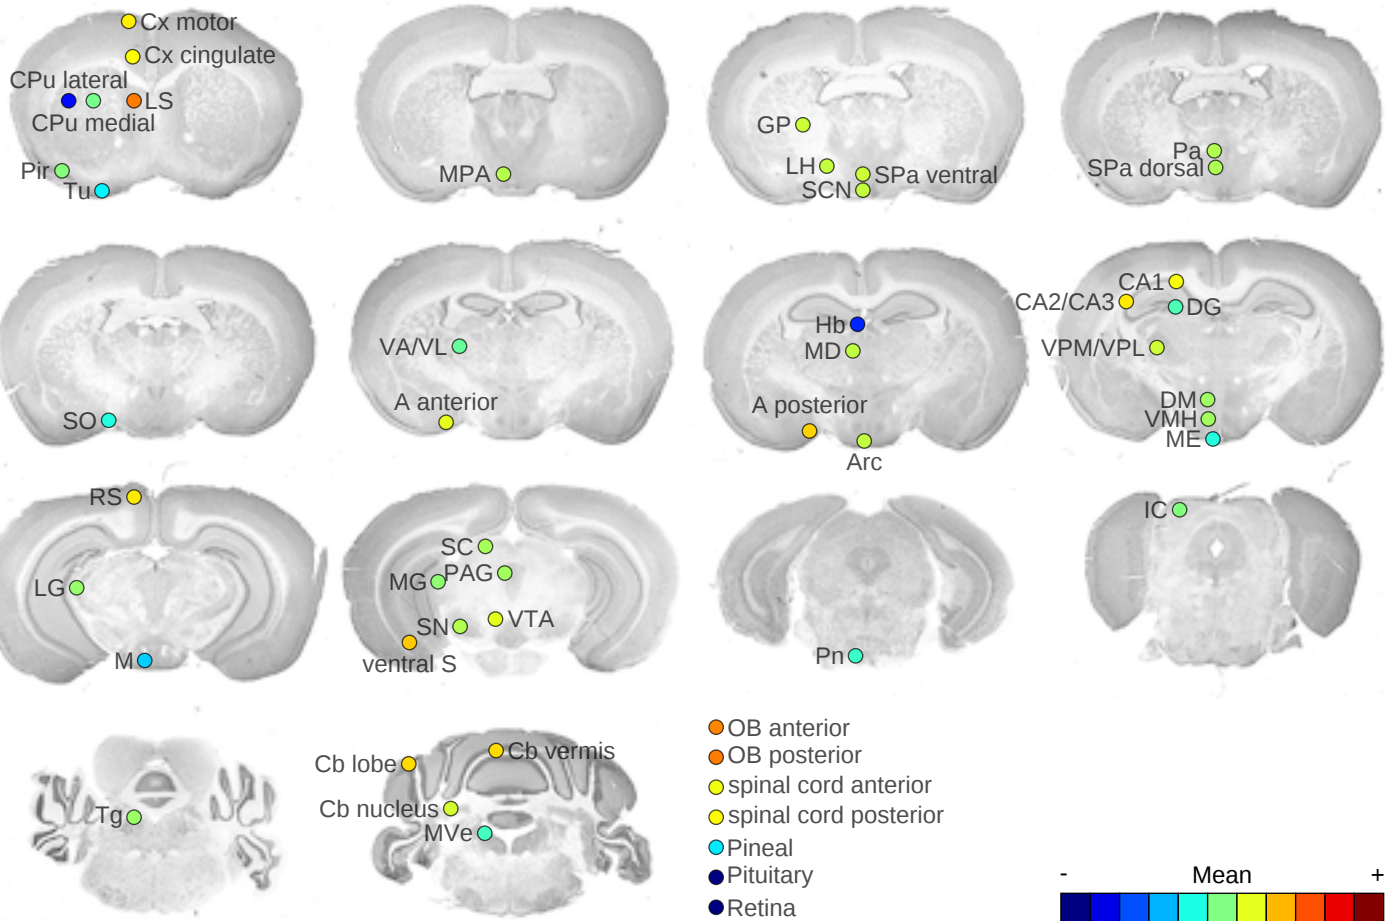 Cx motor
Cx cingulate
CPu lateral
LS
CPu medial
Pir
Tu
MPA
GP
LH
SPa ventral
SCN
Pa
SPa dorsal
SO
VA/VL
A anterior
Hb
MD
A posterior
Arc
CA1
CA2/CA3
DG
VPM/VPL
DM
VMH
ME
RS
LG
M
SC
MG
PAG
SN
VTA
ventral S
Pn
IC
Tg
Cb lobe
Cb vermis
Cb nucleus
MVe
OB anterior
OB posterior
spinal cord anterior
spinal cord posterior
Pineal
Pituitary
Retina
- Mean +